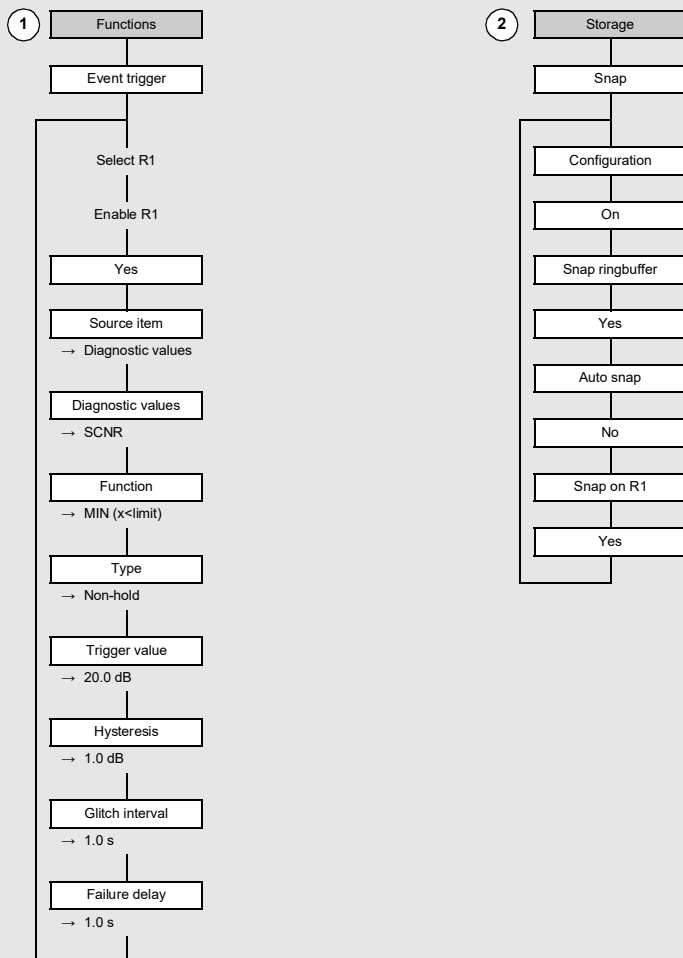 1
Functions
Event trigger
Select R1
Enable R1
Yes
Source item
→ Diagnostic values
Diagnostic values
→ SCNR
Function
→ MIN (x<limit)
Type
→ Non-hold
Trigger value
→ 20.0 dB
Hysteresis
→ 1.0 dB
Glitch interval
→ 1.0 s
Failure delay
→ 1.0 s
2
Storage
Snap
Configuration
On
Snap ringbuffer
Yes
Auto snap
No
Snap on R1
Yes